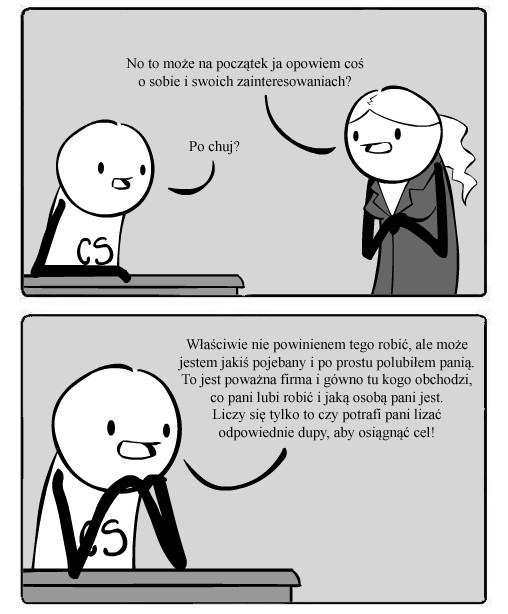 No to może na początek ja opowiem coś
o sobie i swoich zainteresowaniach?
Po chuj?
CS
Właściwie nie powinienem tego robić, ale może
jestem jakiś pojebany i po prostu polubiłem panią.
To jest poważna firma i gówno tu kogo obchodzi,
co pani lubi robić i jaką osobą pani jest.
Liczy się tylko to czy potrafi pani lizać
odpowiednie dupy, aby osiągnąć cel!
CS